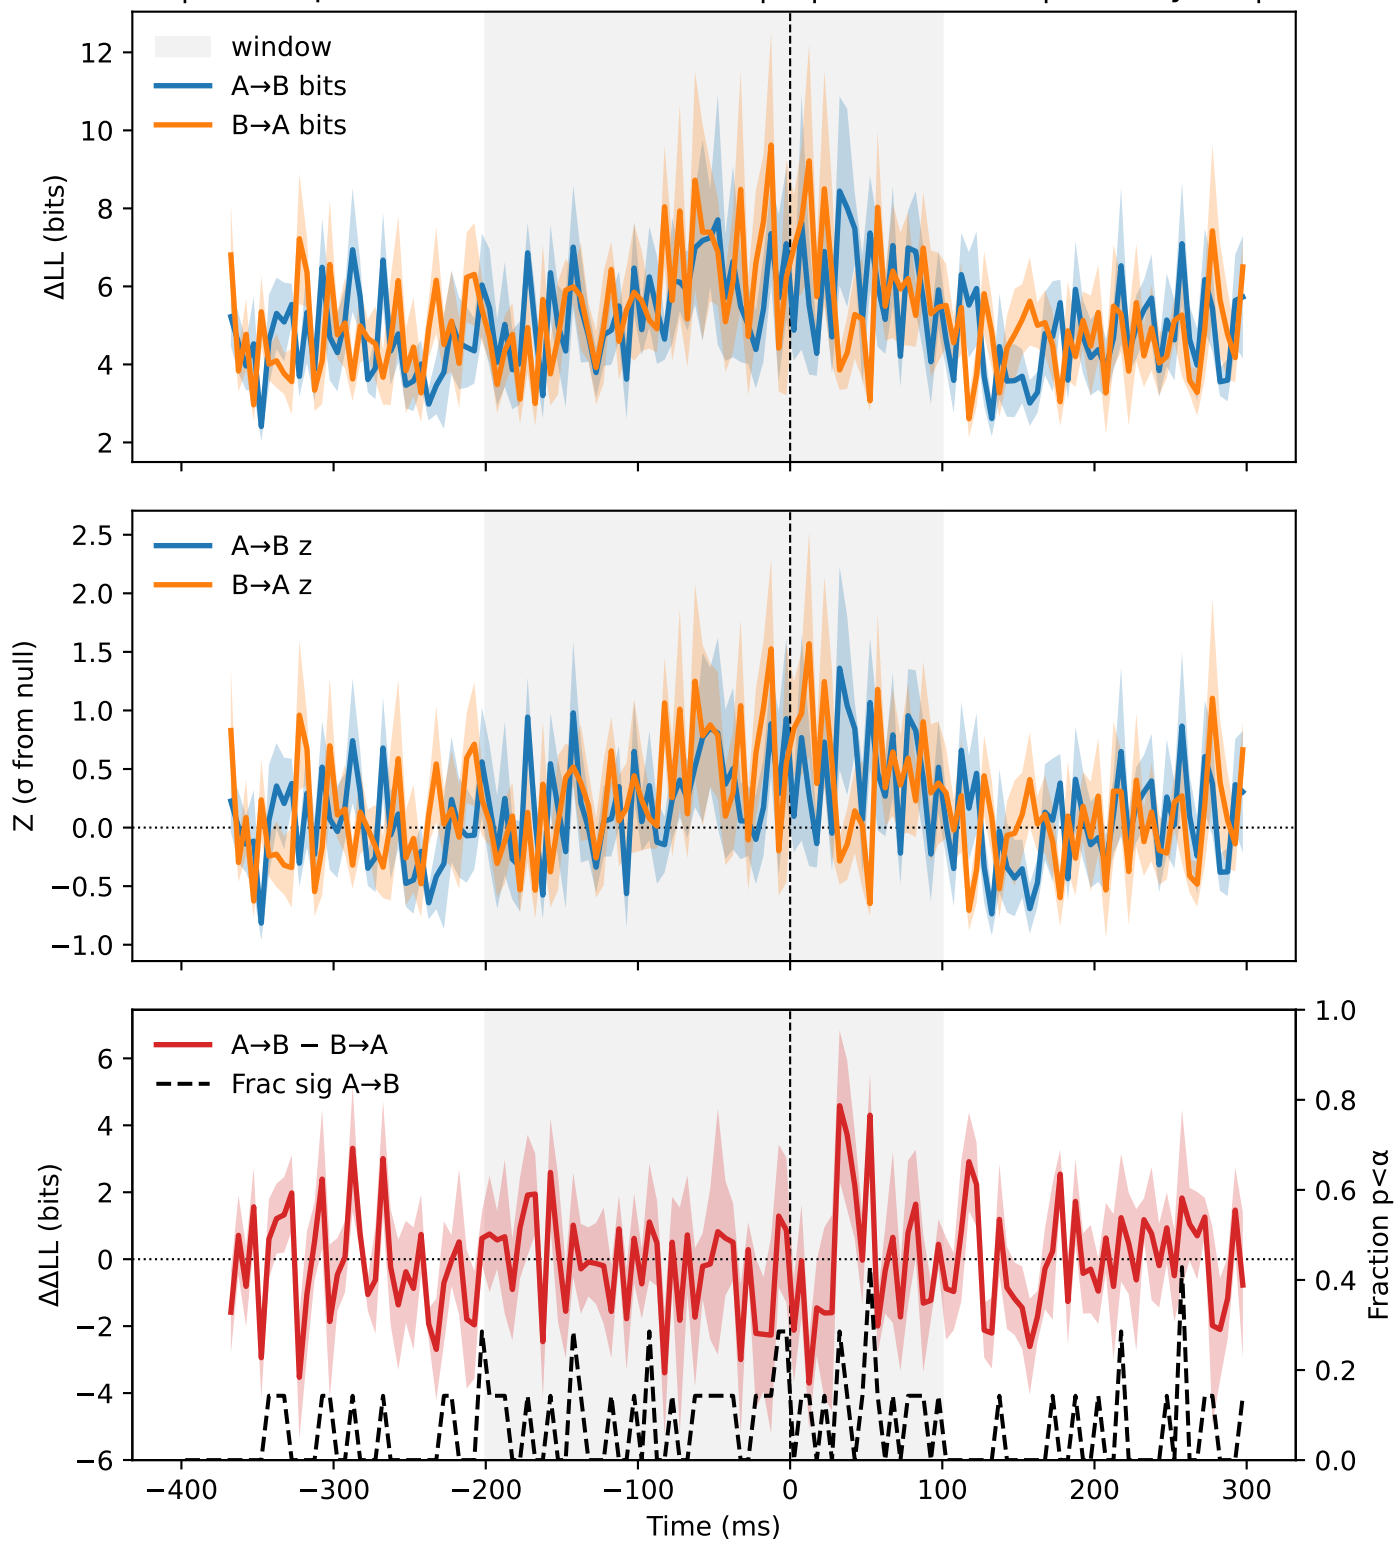 window
A→B bits
B→A bits
ΔLL (bits)
12
10
8
6
4
2
A→B z
B→A z
Z (σ from null)
2.5
2.0
1.5
1.0
0.5
0.0
−0.5
−1.0
A→B − B→A
Frac sig A→B
ΔΔLL (bits)
6
4
2
0
−2
−4
−6
1.0
0.8
0.6
0.4
0.2
0.0
Fraction p<α
−400 −300 −200 −100 0 100 200 300
Time (ms)